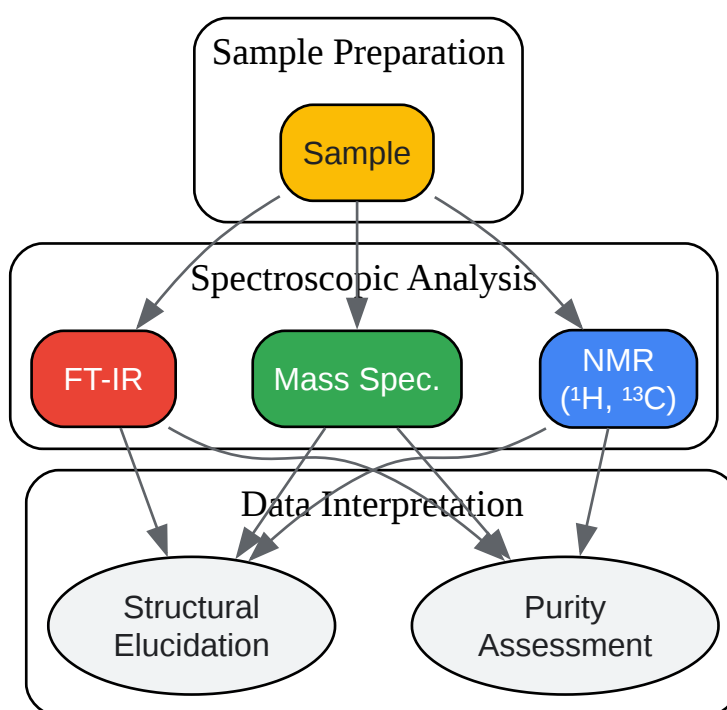 Sample Preparation
Sample
Spectroscopic Analysis
FT-IR
Mass Spec.
NMR
(¹H, ¹³C)
Data Interpretation
Structural
Elucidation
Purity
Assessment